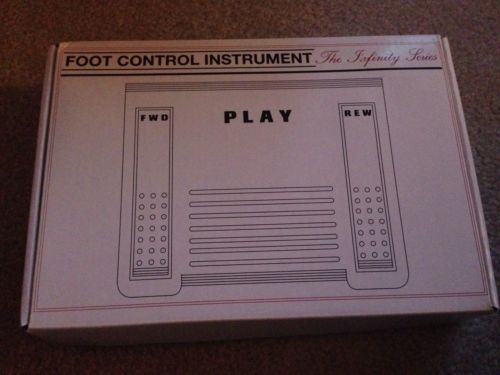 FOOT CONTROL INSTRUMENT The Infinity Series
FWD PLAY REW